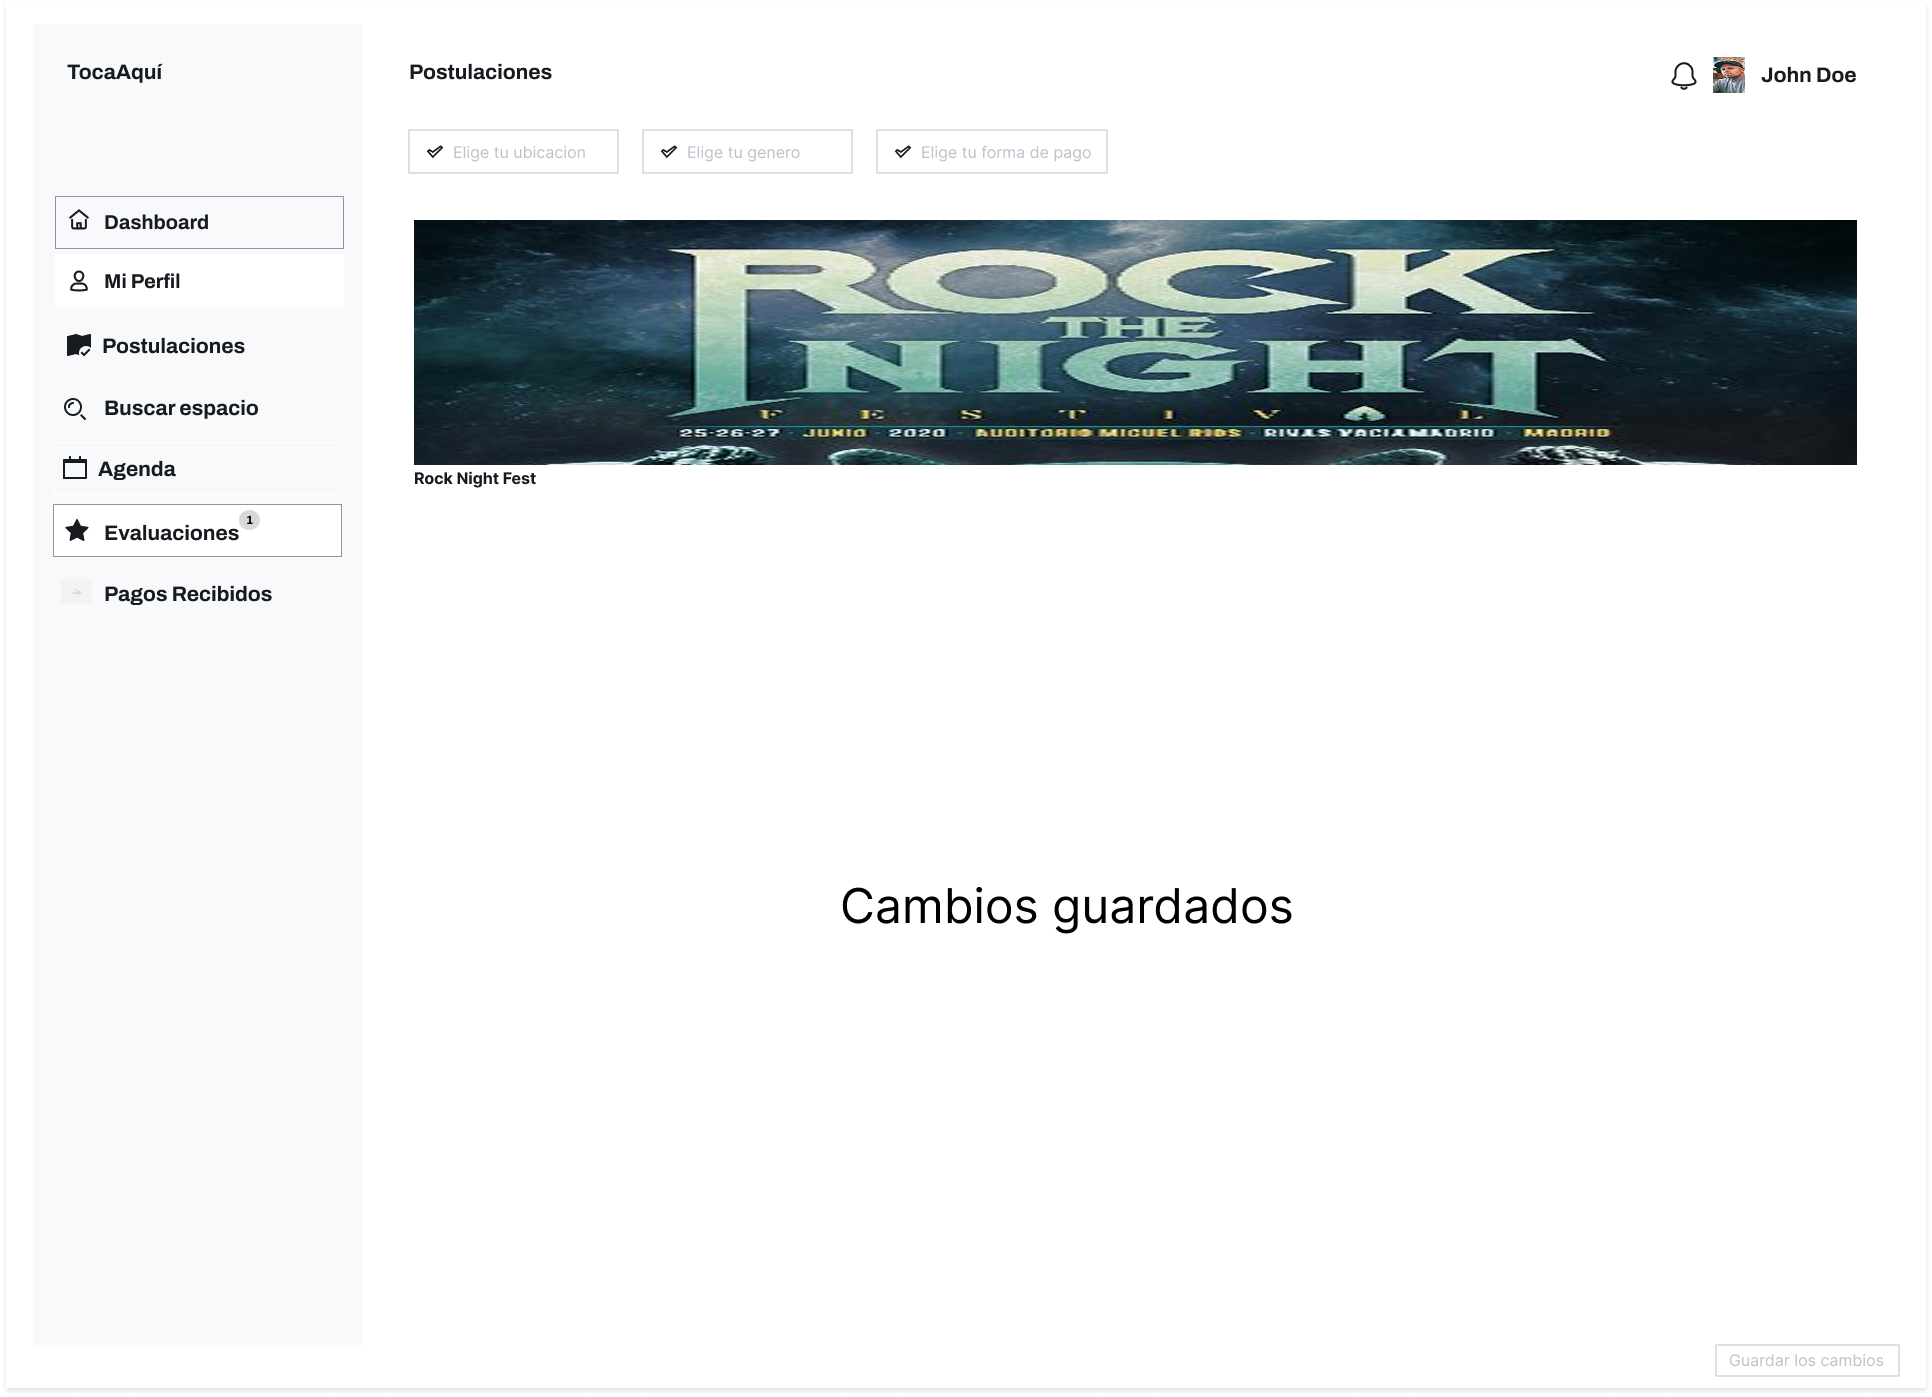 TocaAquí
Postulaciones
John Doe
Elige tu ubicacion
Elige tu genero
Elige tu forma de pago
Dashboard
Mi Perfil
Postulaciones
Buscar espacio
Agenda
Evaluaciones 1
Pagos Recibidos
ROCK
THE
NIGHT
FESTIVAL
25·26·27 · JUNIO · 2020 · AUDITORIO MIGUEL RIOS · RIVAS VACIAMADRID · MADRID
Rock Night Fest
Cambios guardados
Guardar los cambios